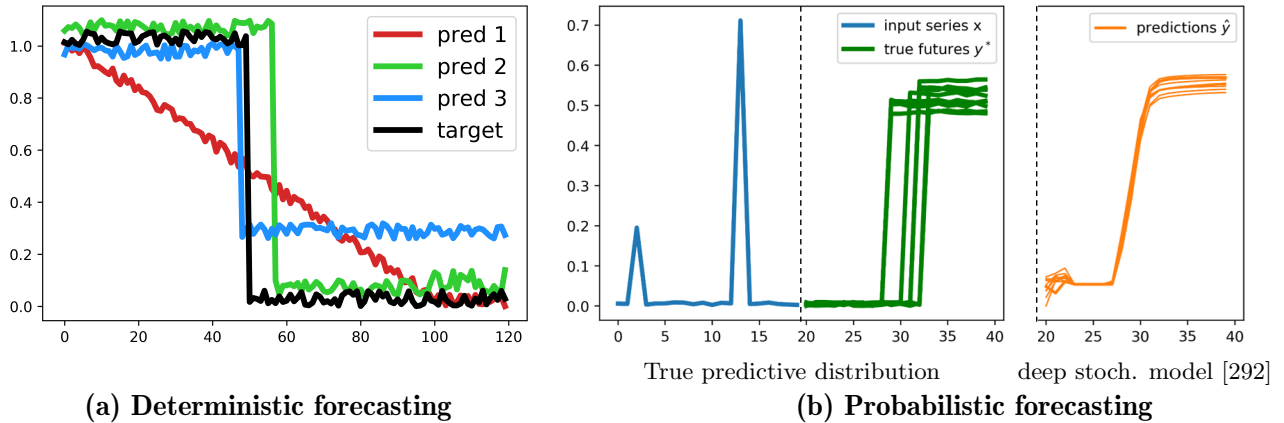 pred 1
pred 2
pred 3
target
1.0
0.8
0.6
0.4
0.2
0.0
0 20 40 60 80 100 120
(a) Deterministic forecasting
input series x
true futures y*
0.7
0.6
0.5
0.4
0.3
0.2
0.1
0.0
0 5 10 15 20 25 30 35 40
True predictive distribution
predictions ŷ
20 25 30 35 40
deep stoch. model [292]
(b) Probabilistic forecasting